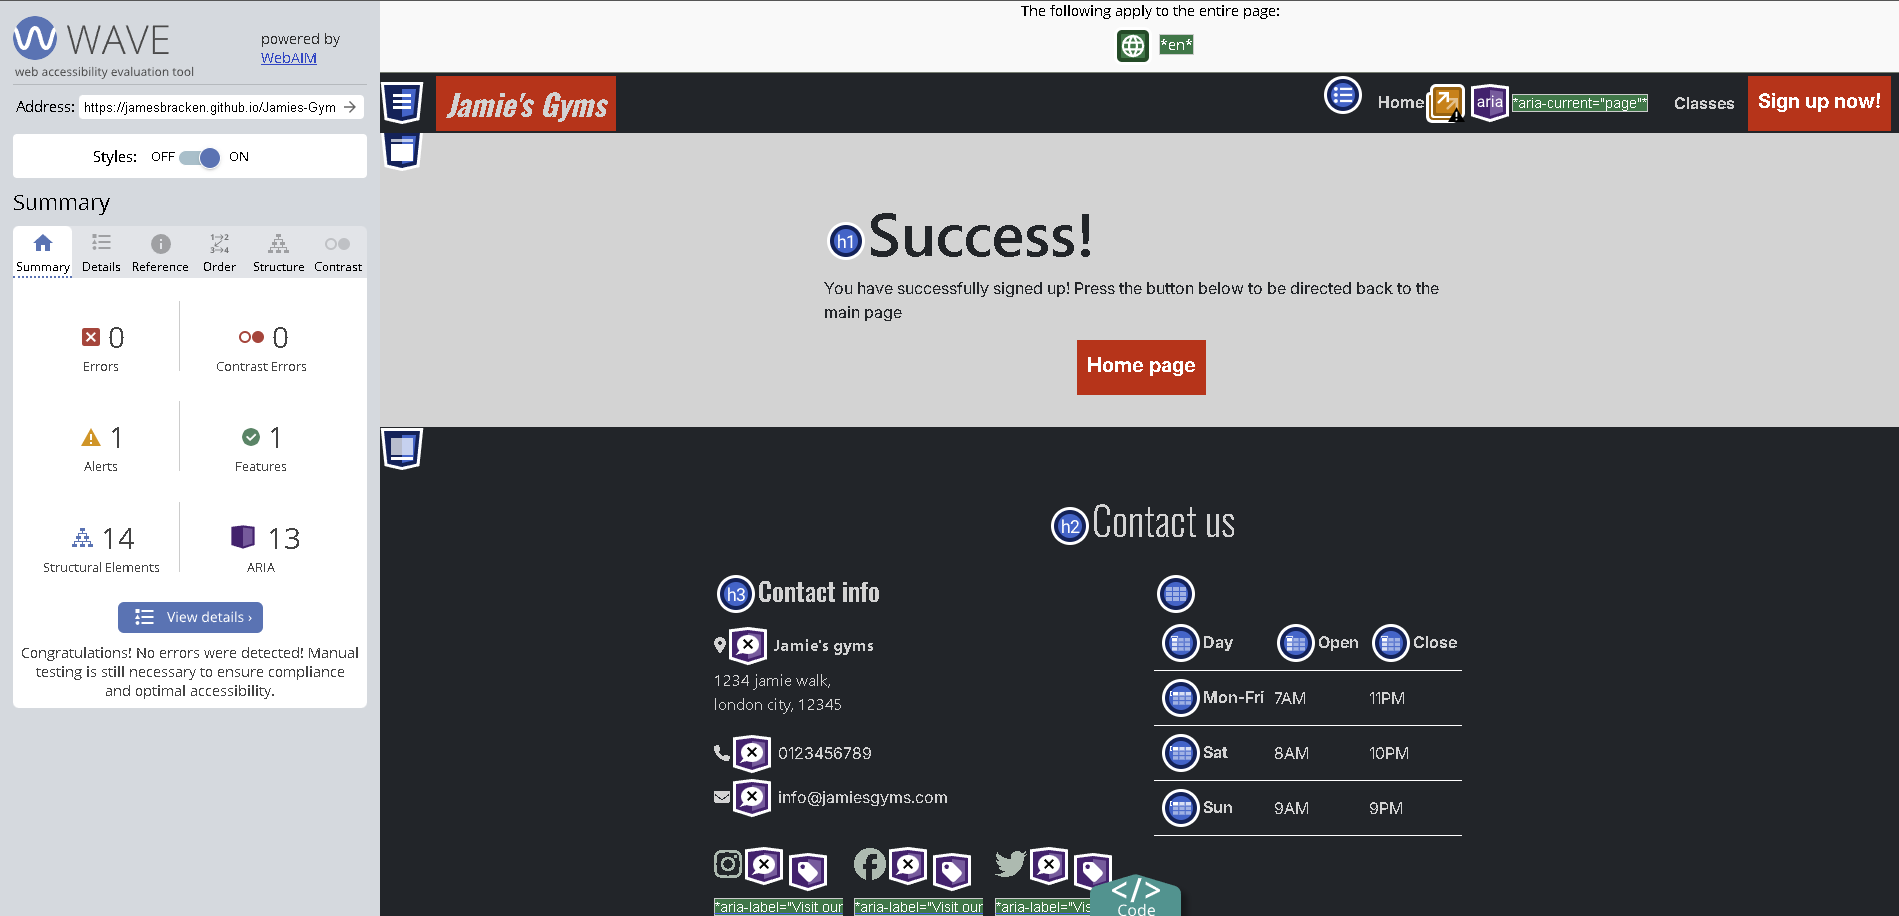 WAVE
web accessibility evaluation tool
powered by
WebAIM
Address: https://jamesbracken.github.io/Jamies-Gym
Styles: OFF ON
Summary
Summary Details Reference Order Structure Contrast
0 Errors
0 Contrast Errors
1 Alerts
1 Features
14 Structural Elements
13 ARIA
View details ›
Congratulations! No errors were detected! Manual
testing is still necessary to ensure compliance
and optimal accessibility.
The following apply to the entire page:
*en*
Jamie's Gyms
Home aria *aria-current="page"* Classes Sign up now!
h1 Success!
You have successfully signed up! Press the button below to be directed back to the
main page
Home page
h2 Contact us
h3 Contact info
Jamie's gyms
1234 jamie walk,
london city, 12345
0123456789
info@jamiesgyms.com
*aria-label="Visit our *aria-label="Visit our *aria-label="Vis
Day Open Close
Mon-Fri 7AM 11PM
Sat 8AM 10PM
Sun 9AM 9PM
</>
Code